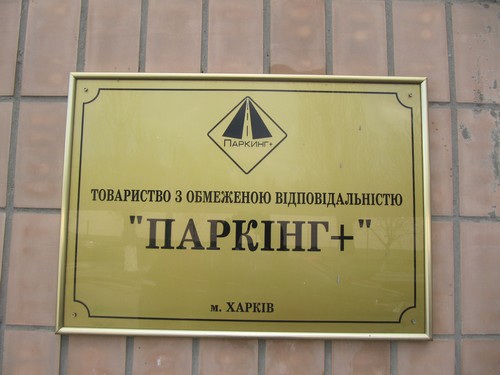 ПАРКИНГ+
ТОВАРИСТВО З ОБМЕЖЕНОЮ ВІДПОВІДАЛЬНІСТЮ
"ПАРКІНГ+"
м. ХАРКІВ